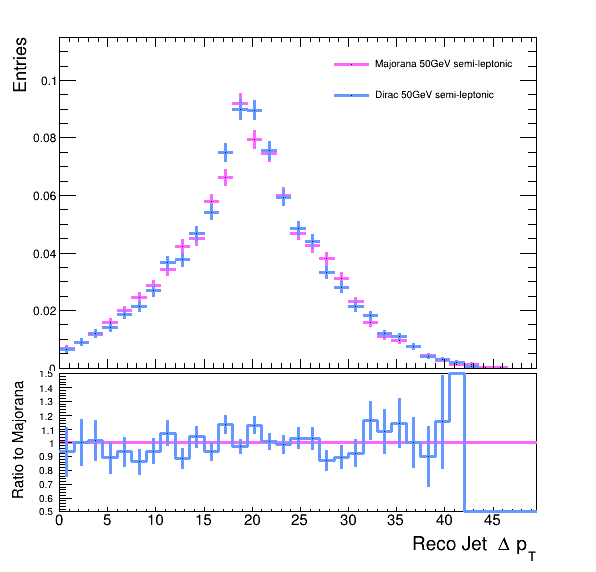 Entries
Majorana 50GeV semi-leptonic
Dirac 50GeV semi-leptonic
0.1
0.08
0.06
0.04
0.02
0
Ratio to Majorana
1.5
1.4
1.3
1.2
1.1
1
0.9
0.8
0.7
0.6
0.5
0 5 10 15 20 25 30 35 40 45
Reco Jet Δ p_T